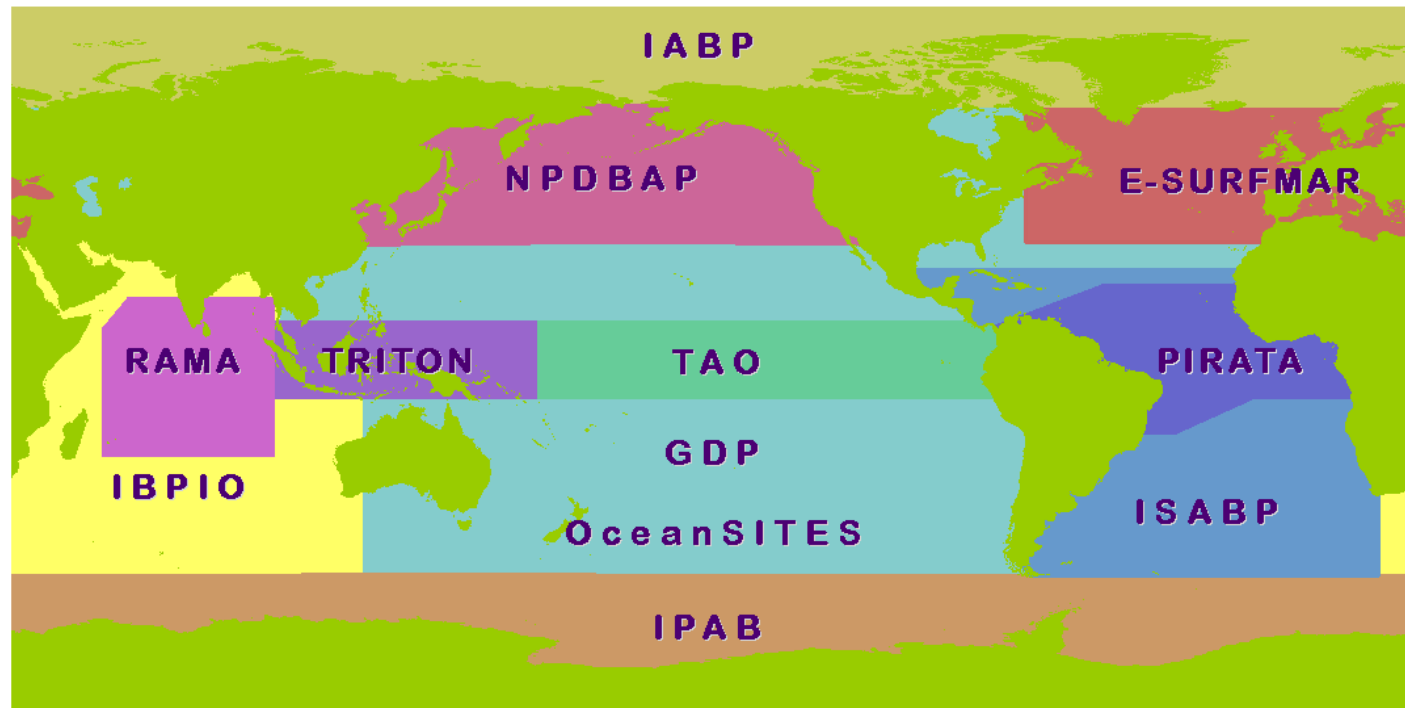 IABP
NPDBAP
E-SURFMAR
RAMA
TRITON
TAO
PIRATA
GDP
IBPIO
ISABP
OceanSITES
IPAB